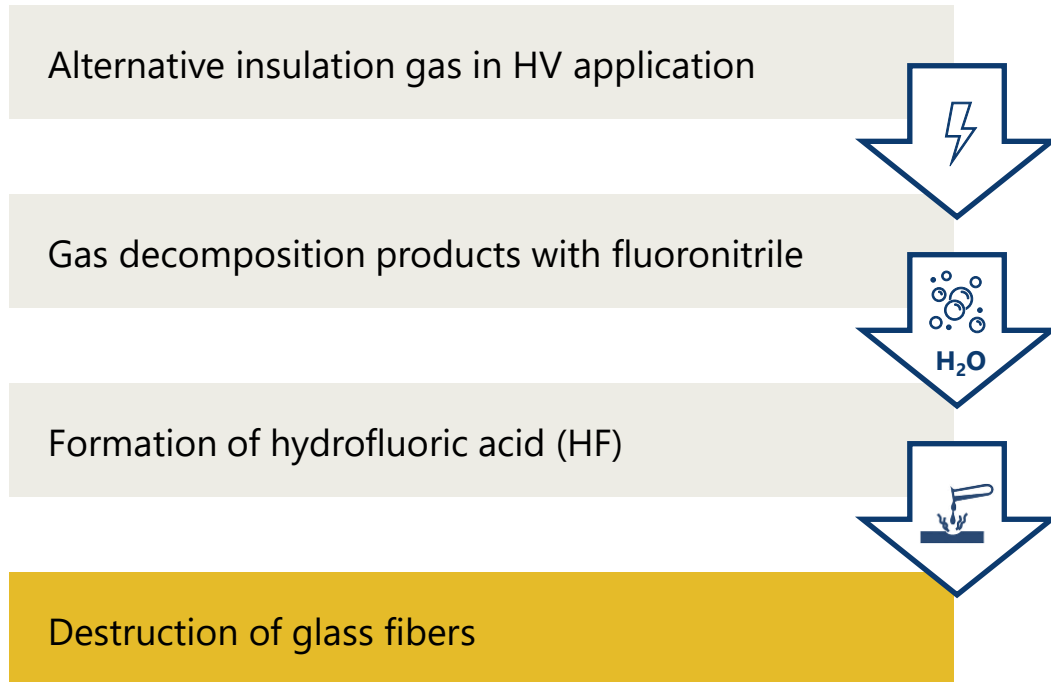 Alternative insulation gas in HV application
Gas decomposition products with fluoronitrile
H₂O
Formation of hydrofluoric acid (HF)
Destruction of glass fibers